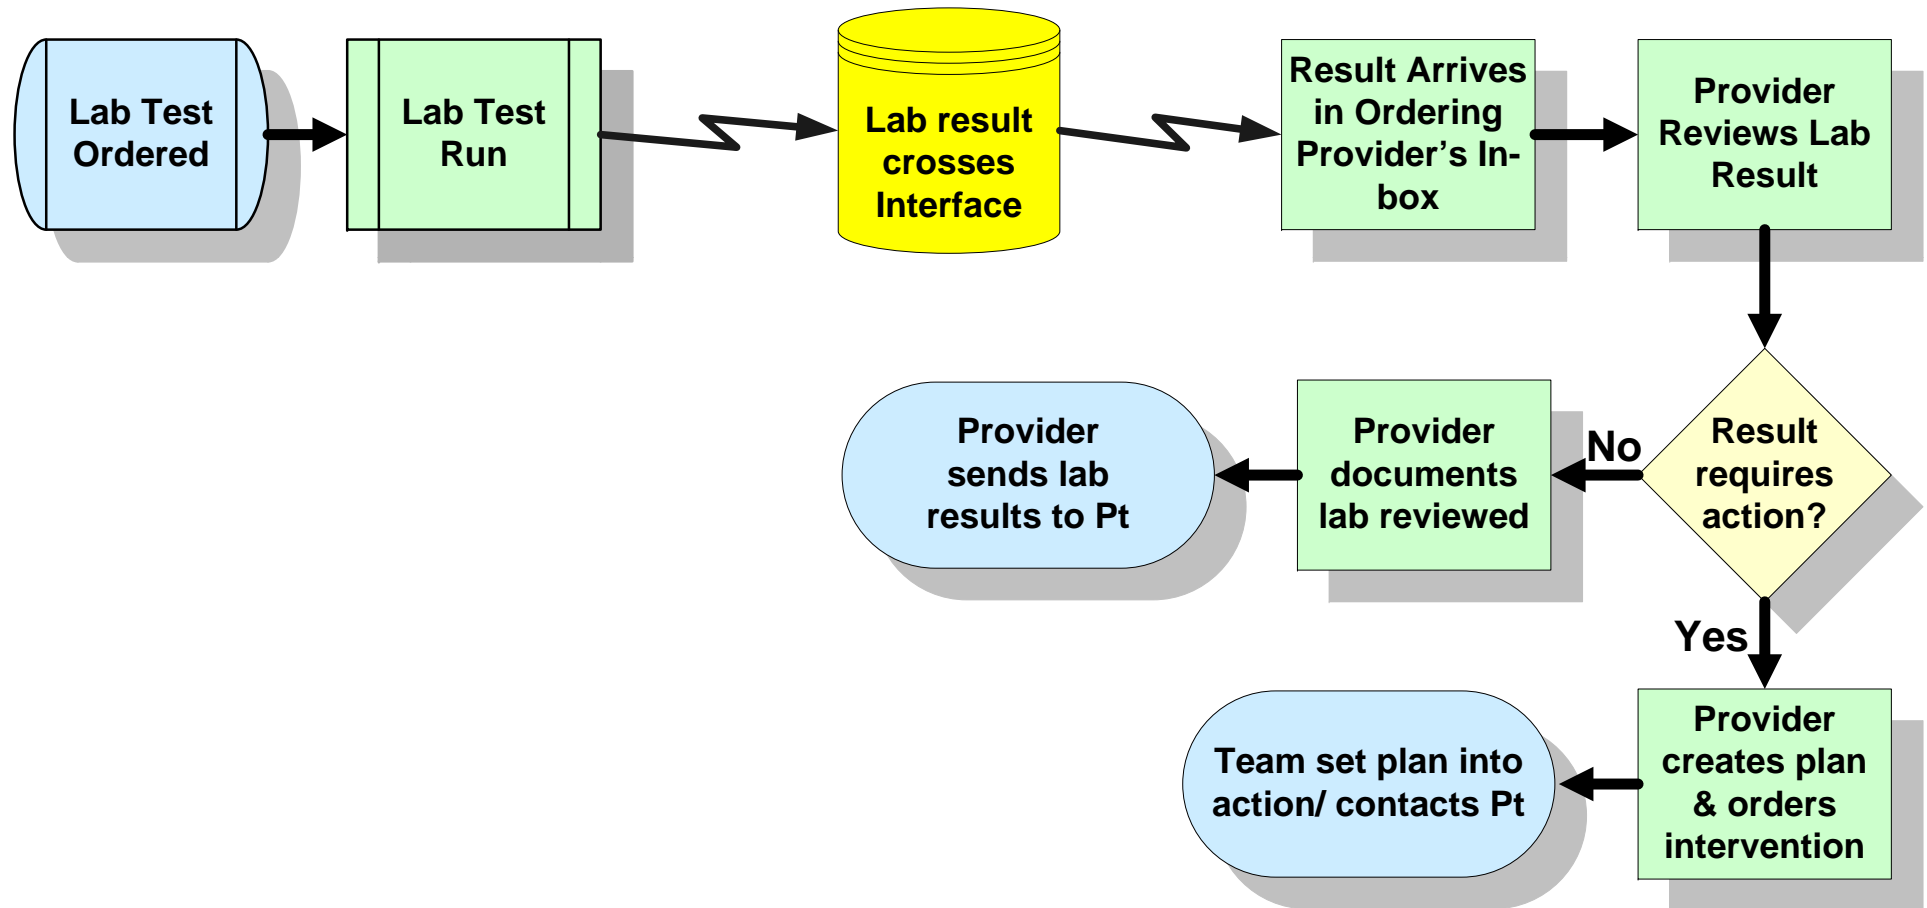 Lab Test
Ordered
Lab Test
Run
Lab result
crosses
Interface
Result Arrives
in Ordering
Provider’s In-
box
Provider
Reviews Lab
Result
Provider
sends lab
results to Pt
Provider
documents
lab reviewed
No
Result
requires
action?
Yes
Team set plan into
action/ contacts Pt
Provider
creates plan
& orders
intervention